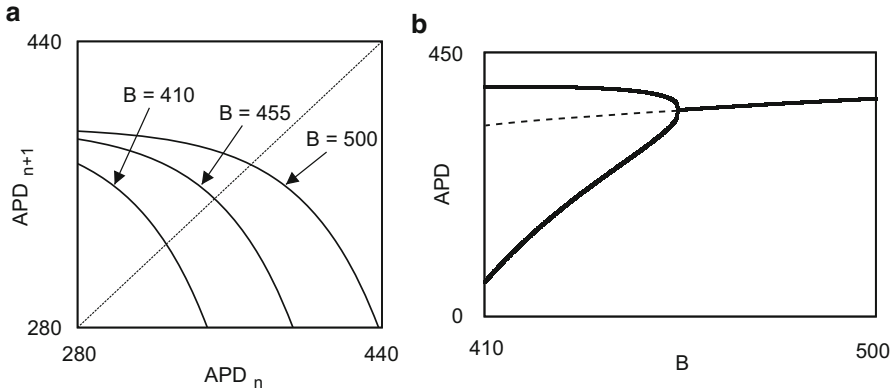 a
440
B = 410
B = 455
B = 500
APD n+1
280
280
440
APD n
b
450
APD
0
410
500
B